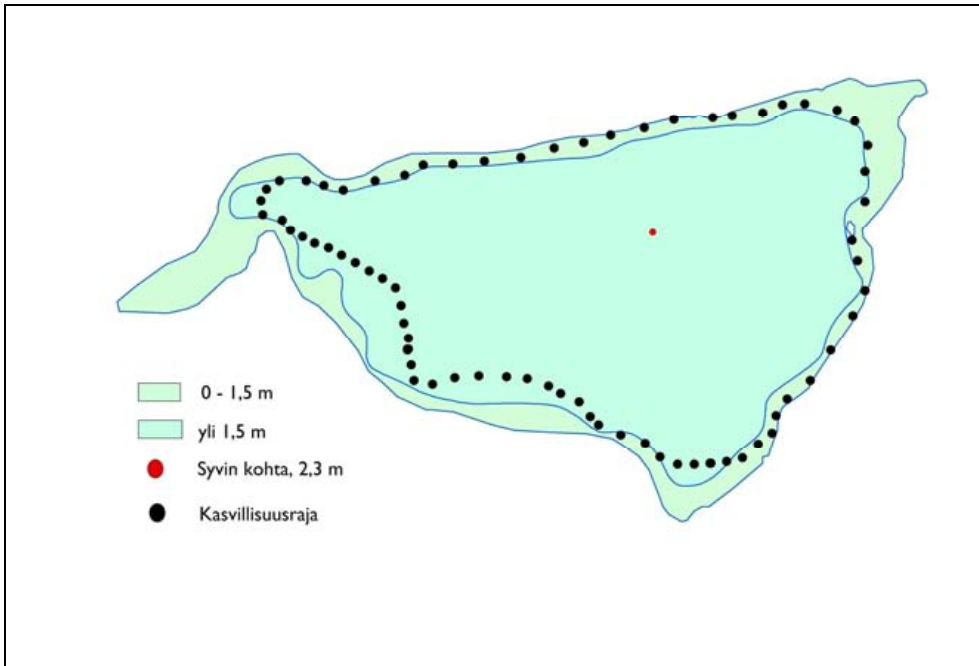 0 - 1,5 m
yli 1,5 m
Syvin kohta, 2,3 m
Kasvillisuusraja